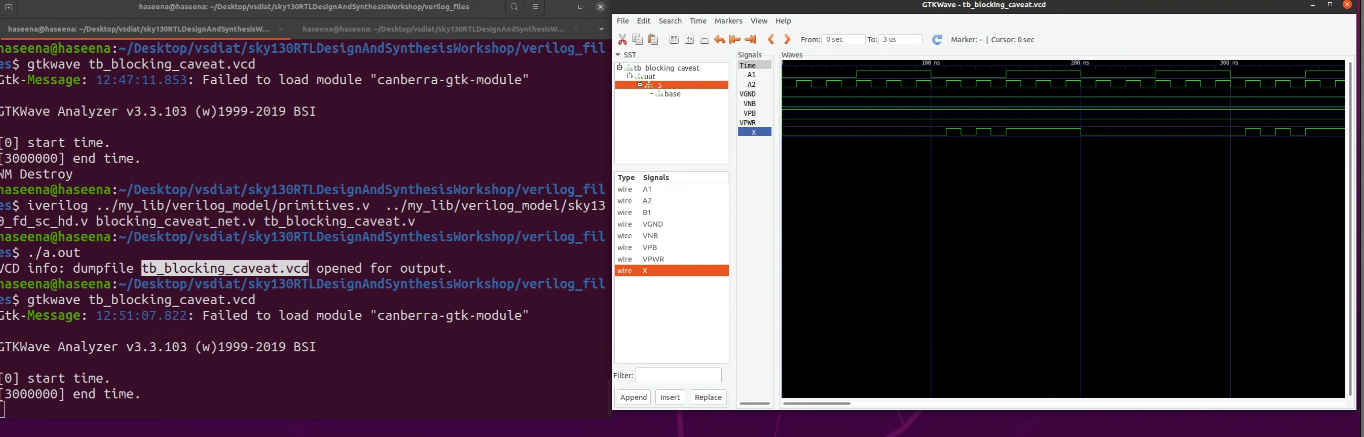 haseena@haseena: ~/Desktop/vsdiat/sky130RTLDesignAndSynthesisWorkshop/verilog_files
haseena@haseena: ~/Desktop/vsdiat/sky130RTLDesignAndSynthesisW...
haseena@haseena: ~/Desktop/vsdiat/sky130RTLDesignAndSynthesisW...
haseena@haseena:~/Desktop/vsdiat/sky130RTLDesignAndSynthesisWorkshop/verilog_fil
es$ gtkwave tb_blocking_caveat.vcd
Gtk-Message: 12:47:11.853: Failed to load module "canberra-gtk-module"
GTKWave Analyzer v3.3.103 (w)1999-2019 BSI
[0] start time.
[3000000] end time.
WM Destroy
haseena@haseena:~/Desktop/vsdiat/sky130RTLDesignAndSynthesisWorkshop/verilog_fil
es$ iverilog ../my_lib/verilog_model/primitives.v ../my_lib/verilog_model/sky13
0_fd_sc_hd.v blocking_caveat_net.v tb_blocking_caveat.v
haseena@haseena:~/Desktop/vsdiat/sky130RTLDesignAndSynthesisWorkshop/verilog_fil
es$ ./a.out
VCD info: dumpfile tb_blocking_caveat.vcd opened for output.
haseena@haseena:~/Desktop/vsdiat/sky130RTLDesignAndSynthesisWorkshop/verilog_fil
es$ gtkwave tb_blocking_caveat.vcd
Gtk-Message: 12:51:07.822: Failed to load module "canberra-gtk-module"
GTKWave Analyzer v3.3.103 (w)1999-2019 BSI
[0] start time.
[3000000] end time.
GTKWave - tb_blocking_caveat.vcd
File Edit Search Time Markers View Help
From: 0 sec To: 3 us Marker: -- | Cursor: 0 sec
SST
tb_blocking_caveat
uut
base
Type Signals
wire A1
wire A2
wire B1
wire VGND
wire VNB
wire VPB
wire VPWR
wire X
Filter:
Append Insert Replace
Signals
Time
A1
A2
VGND
VNB
VPB
VPWR
X
Waves
100 ns 200 ns 300 ns